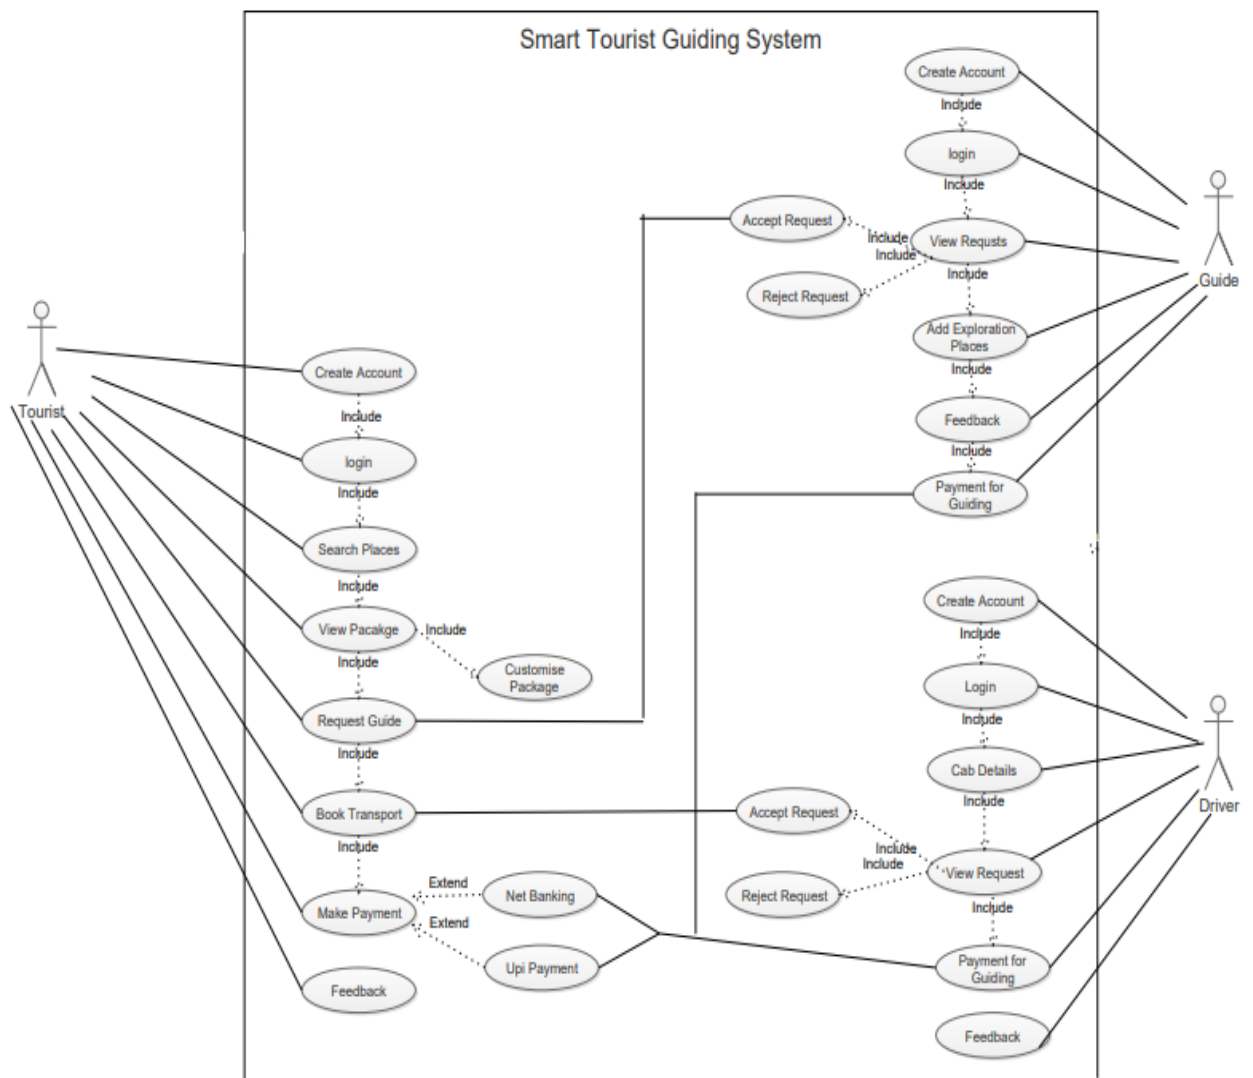 Smart Tourist Guiding System
Create Account
Include
login
Include
Accept Request
View Requsts
Include
Include
Include
Reject Request
Guide
Add Exploration
Places
Include
Feedback
Include
Payment for
Guiding
Tourist
Create Account
Include
login
Include
Search Places
Include
View Pacakge
Include
Customise
Package
Include
Request Guide
Include
Book Transport
Include
Make Payment
Extend
Net Banking
Extend
Upi Payment
Feedback
Create Account
Include
Login
Include
Cab Details
Include
Driver
Accept Request
Include
Include
View Request
Reject Request
Include
Payment for
Guiding
Feedback